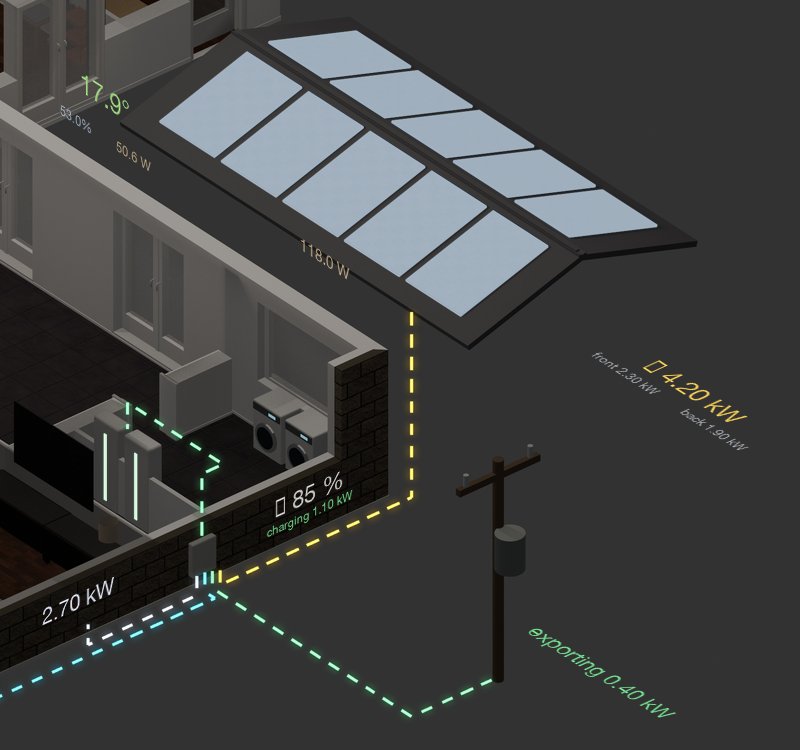 17.9°
53.0%
50.6 W
118.0 W
4.20 kW
front 2.30 kW
back 1.90 kW
85 %
charging 1.10 kW
2.70 kW
exporting 0.40 kW